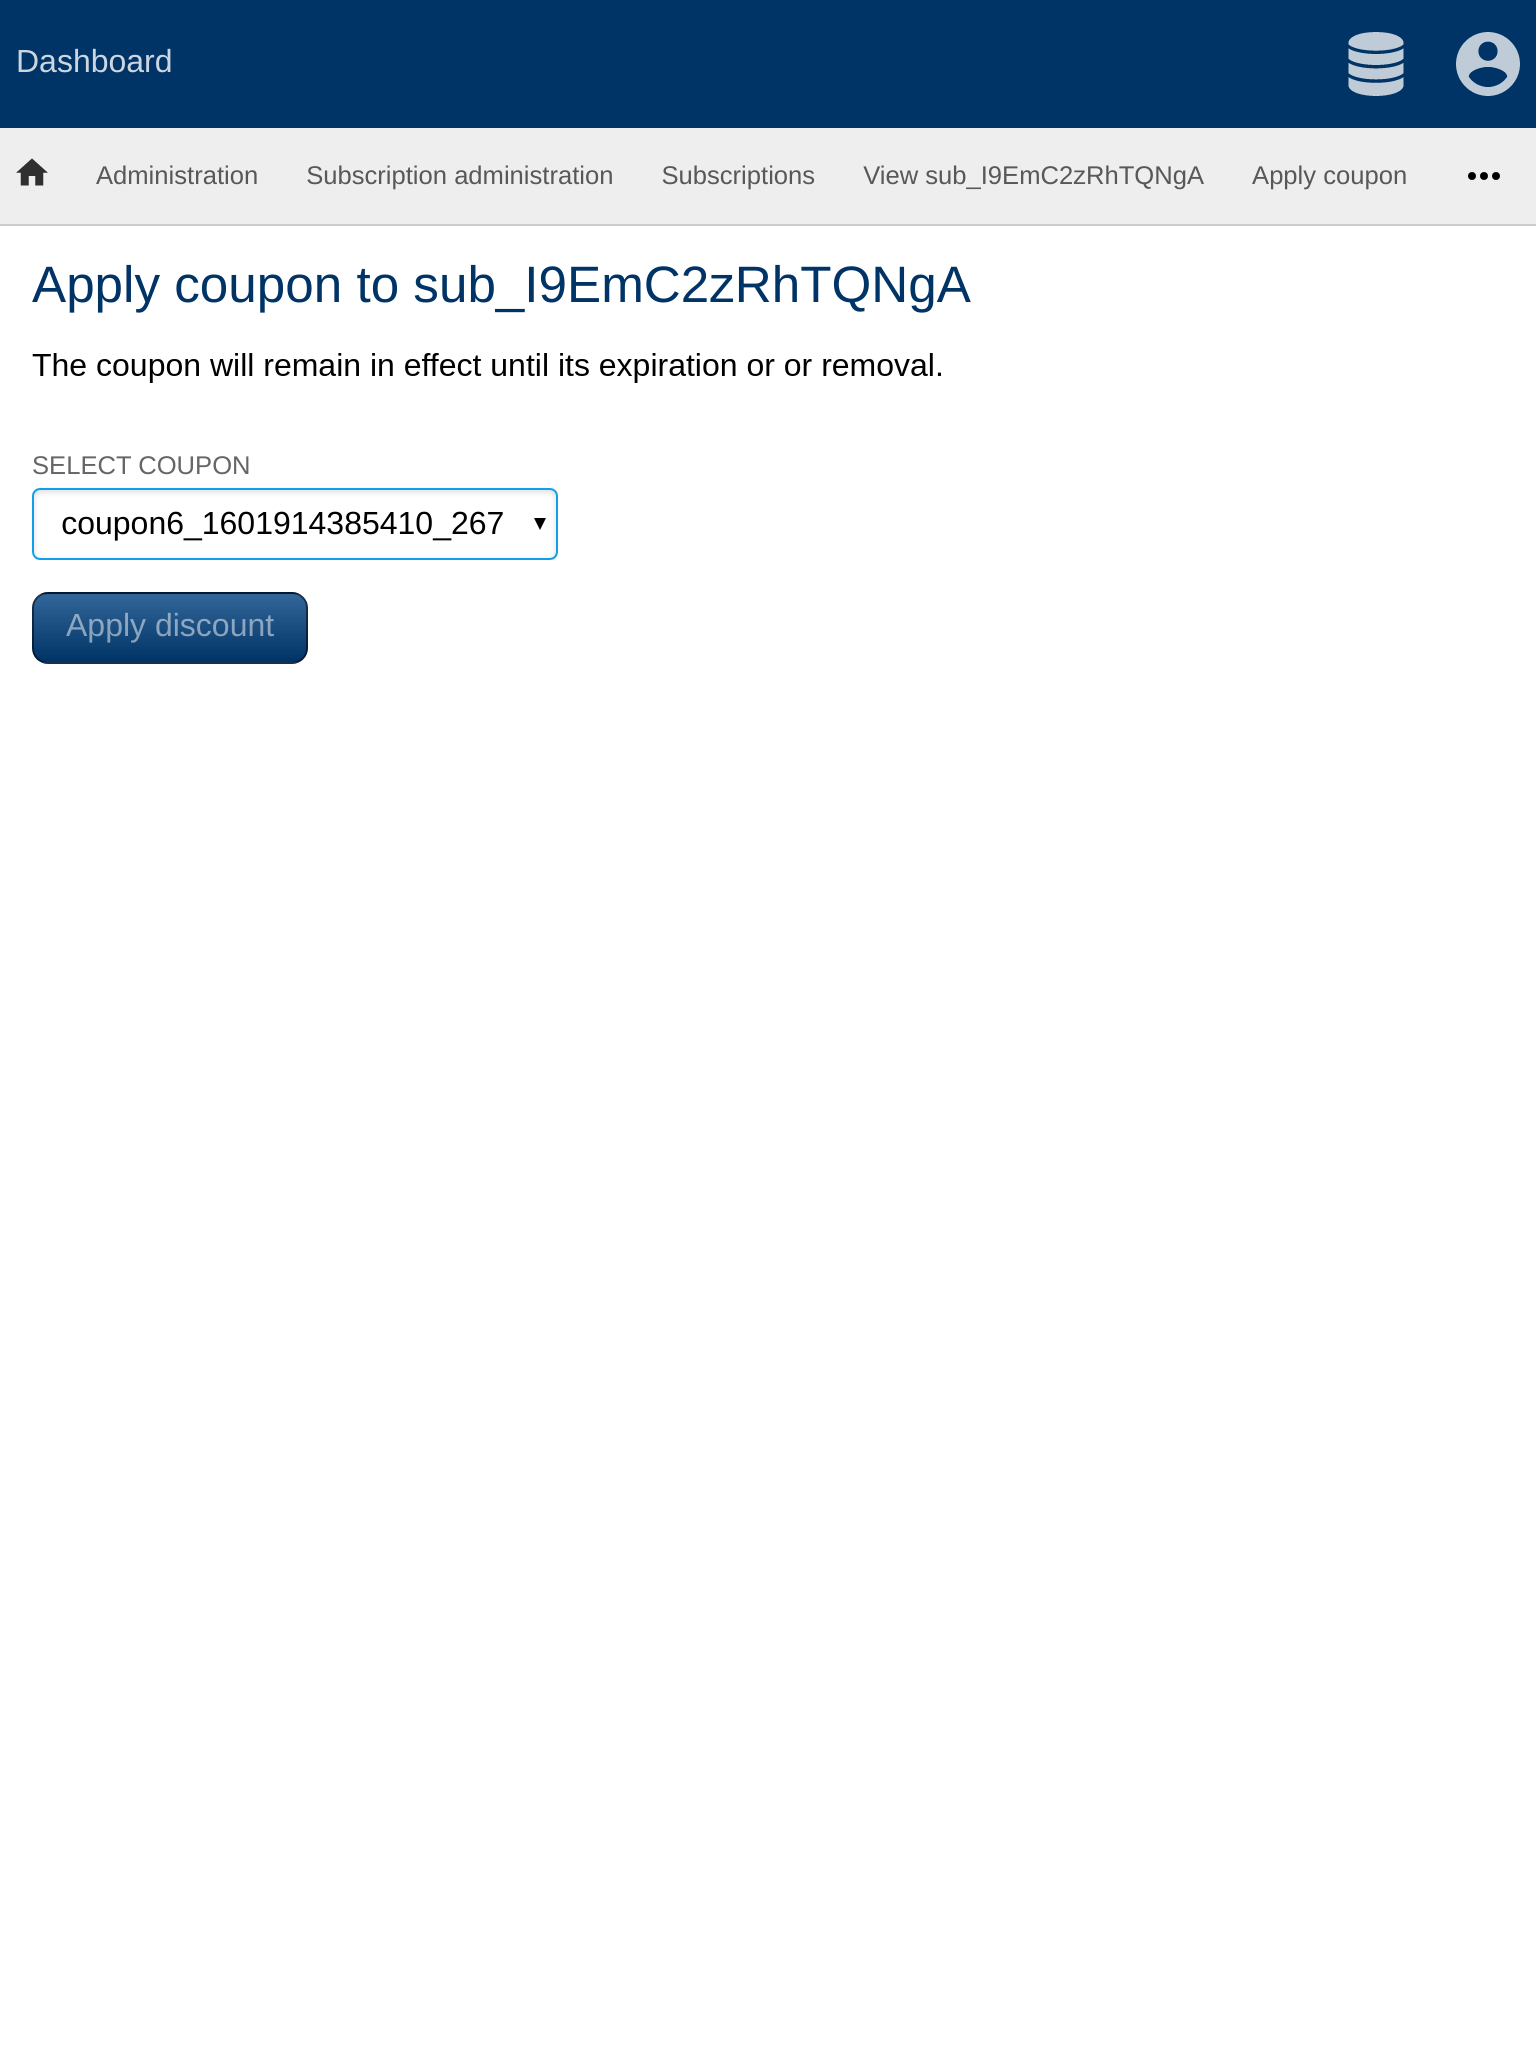 Dashboard
Administration Subscription administration Subscriptions View sub_I9EmC2zRhTQNgA Apply coupon
Apply coupon to sub_I9EmC2zRhTQNgA
The coupon will remain in effect until its expiration or or removal.
SELECT COUPON
coupon6_1601914385410_267
Apply discount